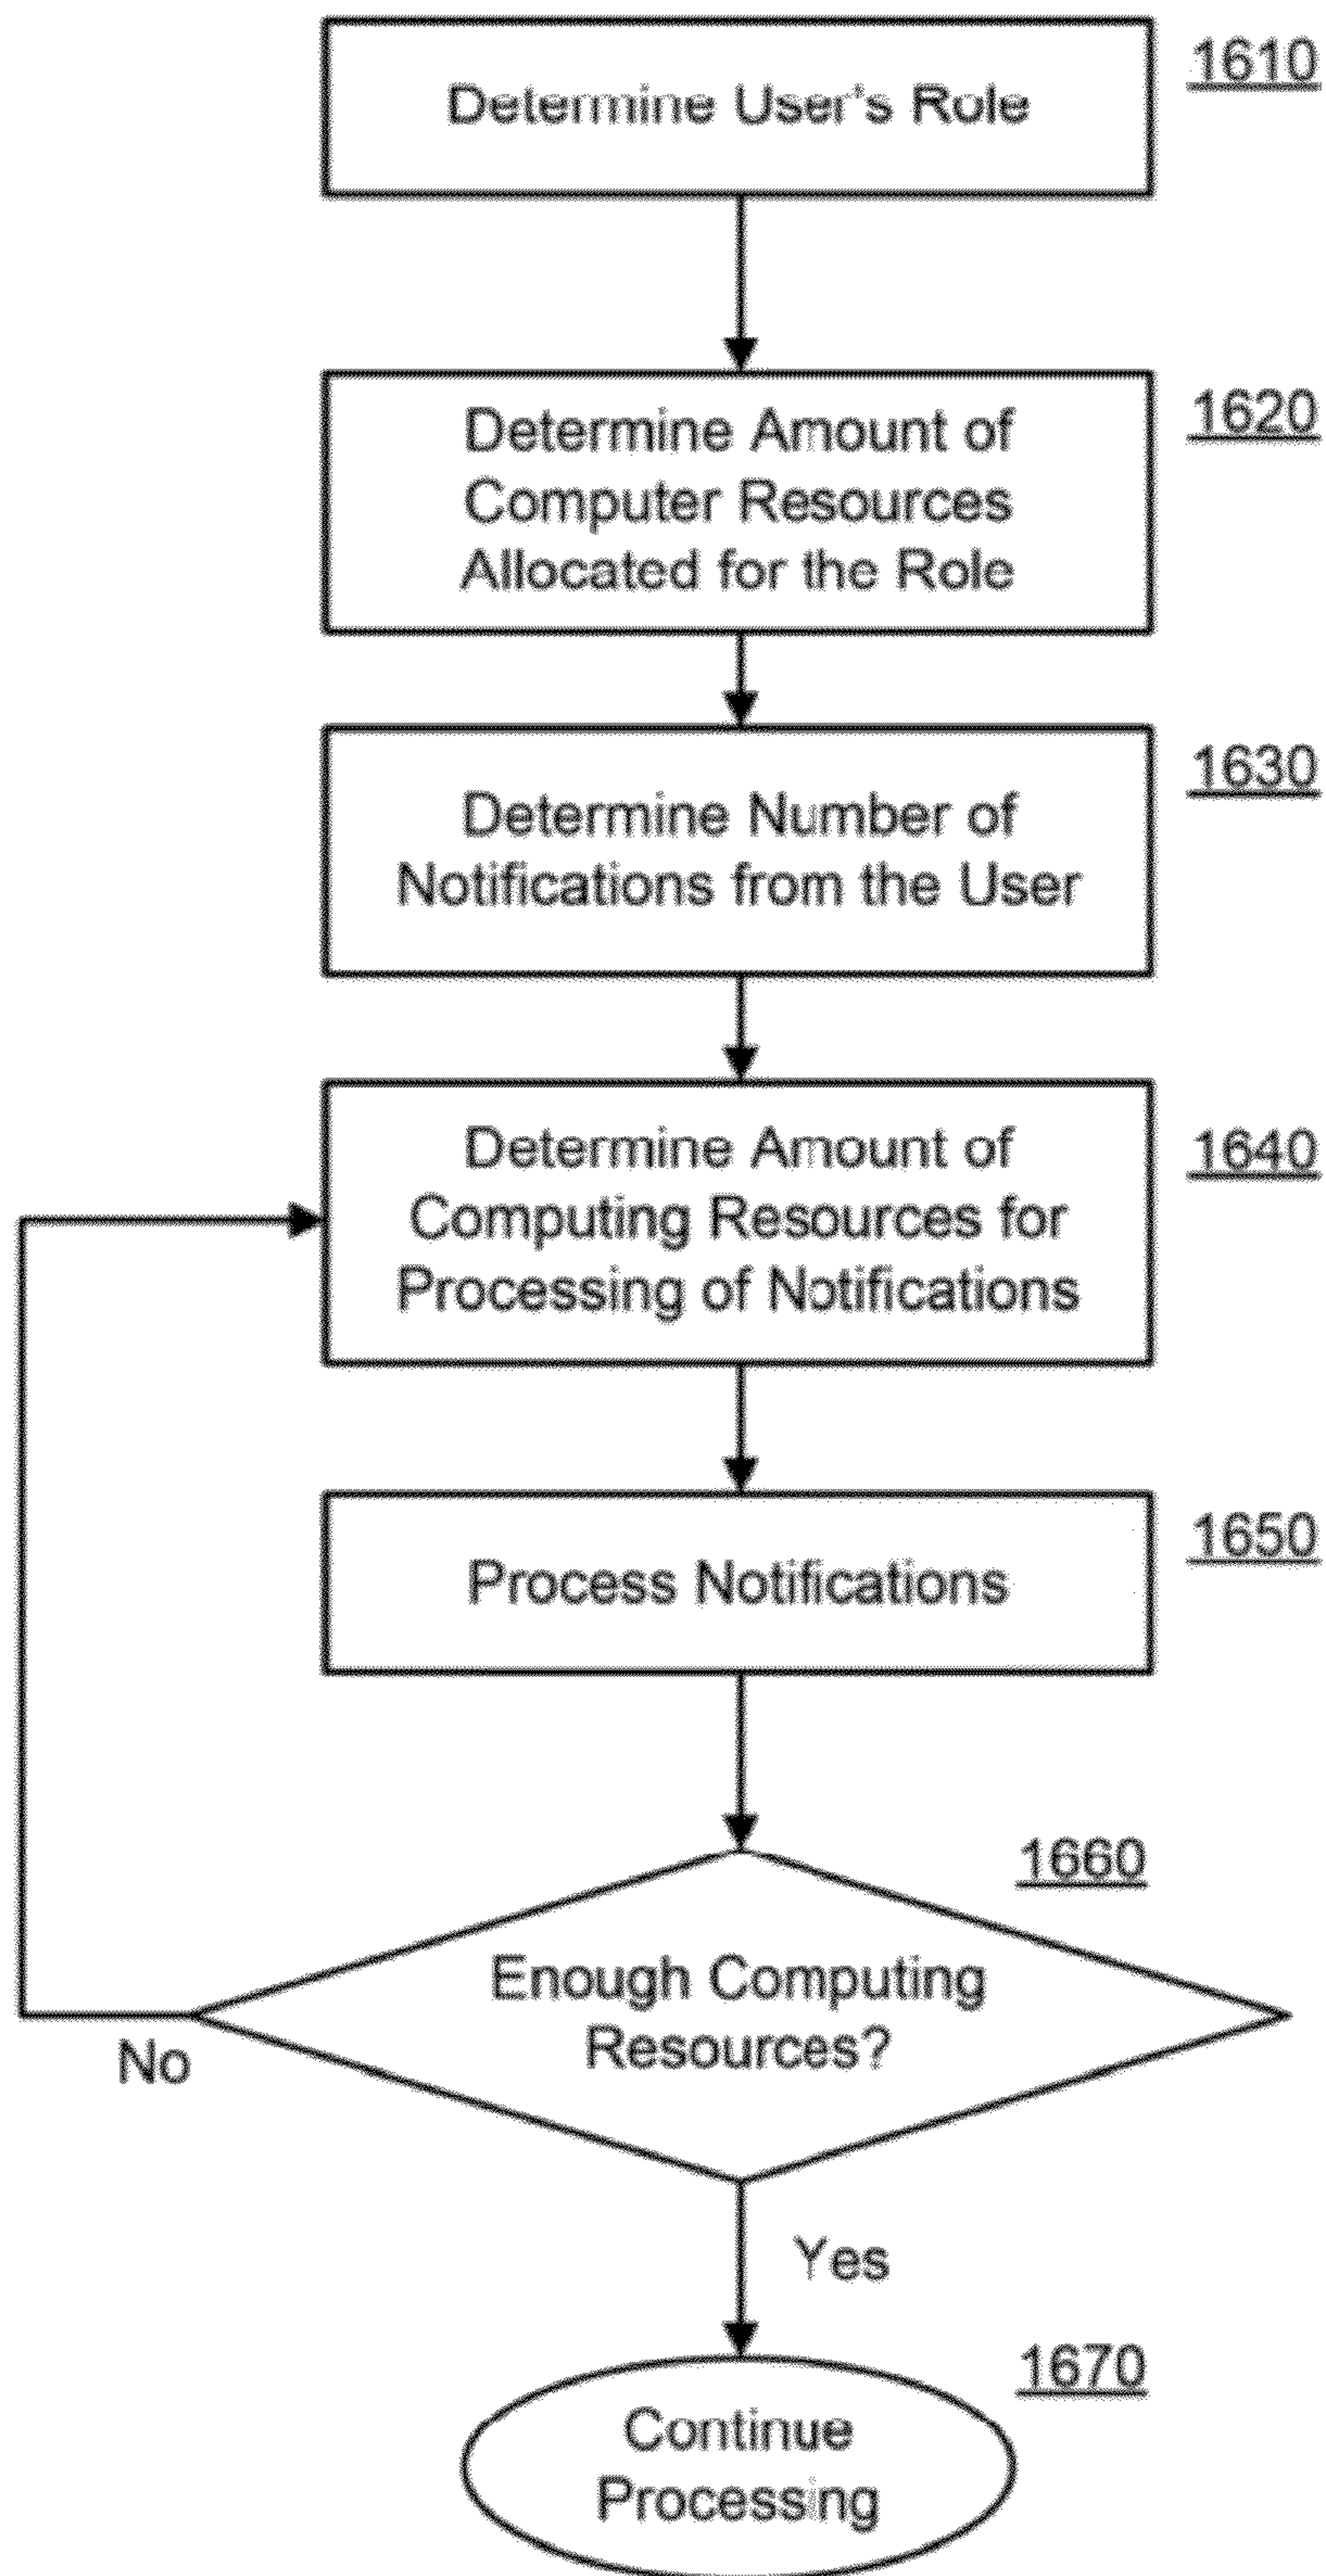 Determine User's Role
1610
Determine Amount of
Computer Resources
Allocated for the Role
1620
Determine Number of
Notifications from the User
1630
Determine Amount of
Computing Resources for
Processing of Notifications
1640
Process Notifications
1650
1660
Enough Computing
Resources?
No
Yes
1670
Continue
Processing